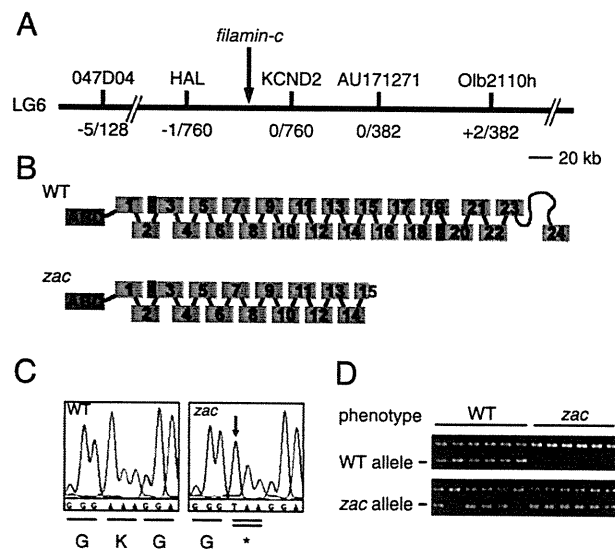 A
filamin-c
047D04 HAL KCND2 AU171271 Olb2110h
LG6
-5/128 -1/760 0/760 0/382 +2/382
20 kb
B
WT
1 3 5 7 9 11 13 15 17 19 21 23
2 4 6 8 10 12 14 16 18 20 22 24
zac
1 3 5 7 9 11 13 15
2 4 6 8 10 12 14
C
WT zac
G G G A A A G G A G G G T A A G G A
G K G G *
D
phenotype WT zac
WT allele
zac allele